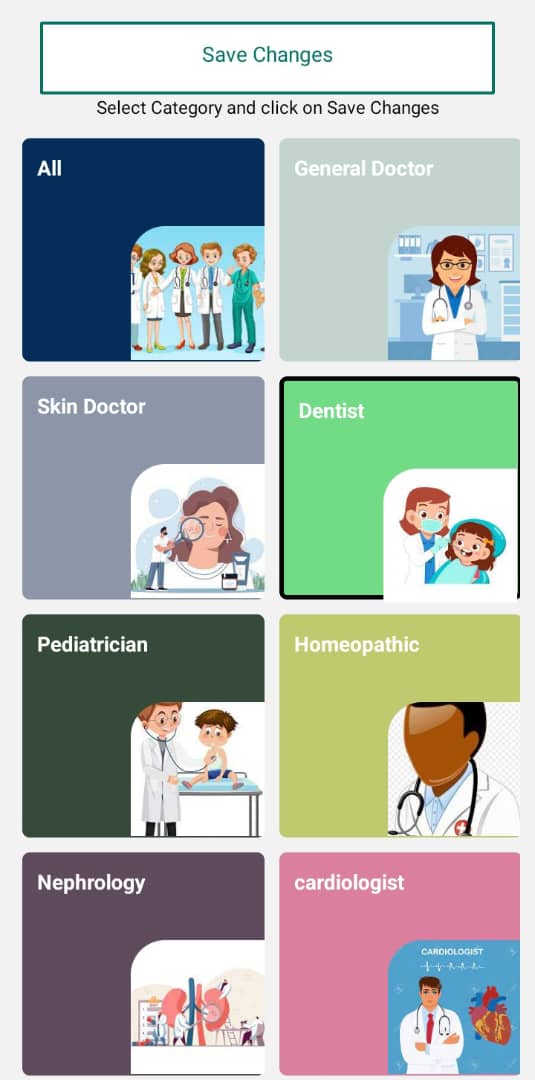 Save Changes
Select Category and click on Save Changes
All
General Doctor
Skin Doctor
Dentist
Pediatrician
Homeopathic
Nephrology
cardiologist
CARDIOLOGIST